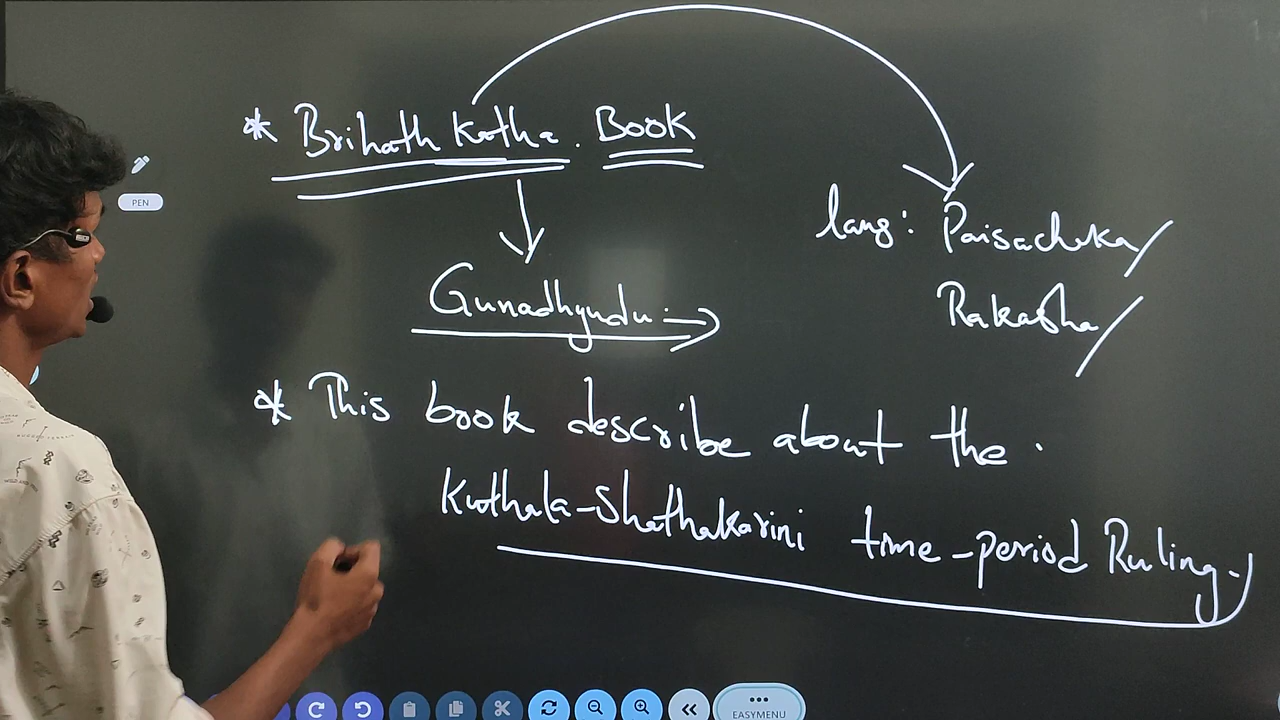 * Brihath Katha. Book
lang: Paisachika/
Gunadhyudu
Rakasha/
* This book describe about the.
Kuthala-Shathakarini time-period Ruling.
PEN
EASYMENU